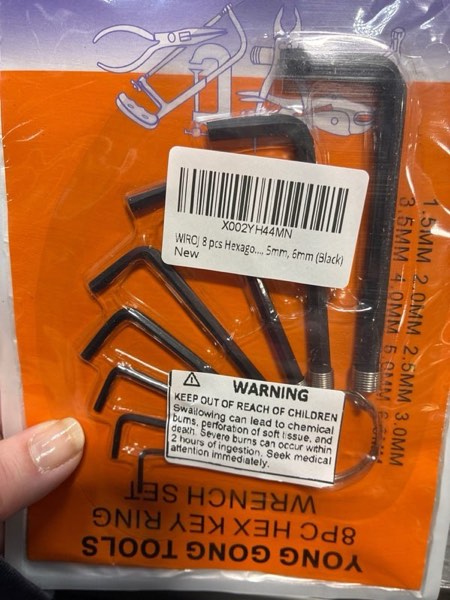 X002YH44MN
WIROJ 8 pcs Hexago.... 5mm, 6mm (Black)
New
1.5MM 2.0MM 2.5MM 3.0MM
3.5MM 4.0MM 5.0MM
WARNING
KEEP OUT OF REACH OF CHILDREN
Swallowing can lead to chemical
burns, perforation of soft tissue, and
death. Severe burns can occur within
2 hours of ingestion. Seek medical
attention immediately.
YONG GONG TOOLS
8PC HEX KEY RING
WRENCH SET